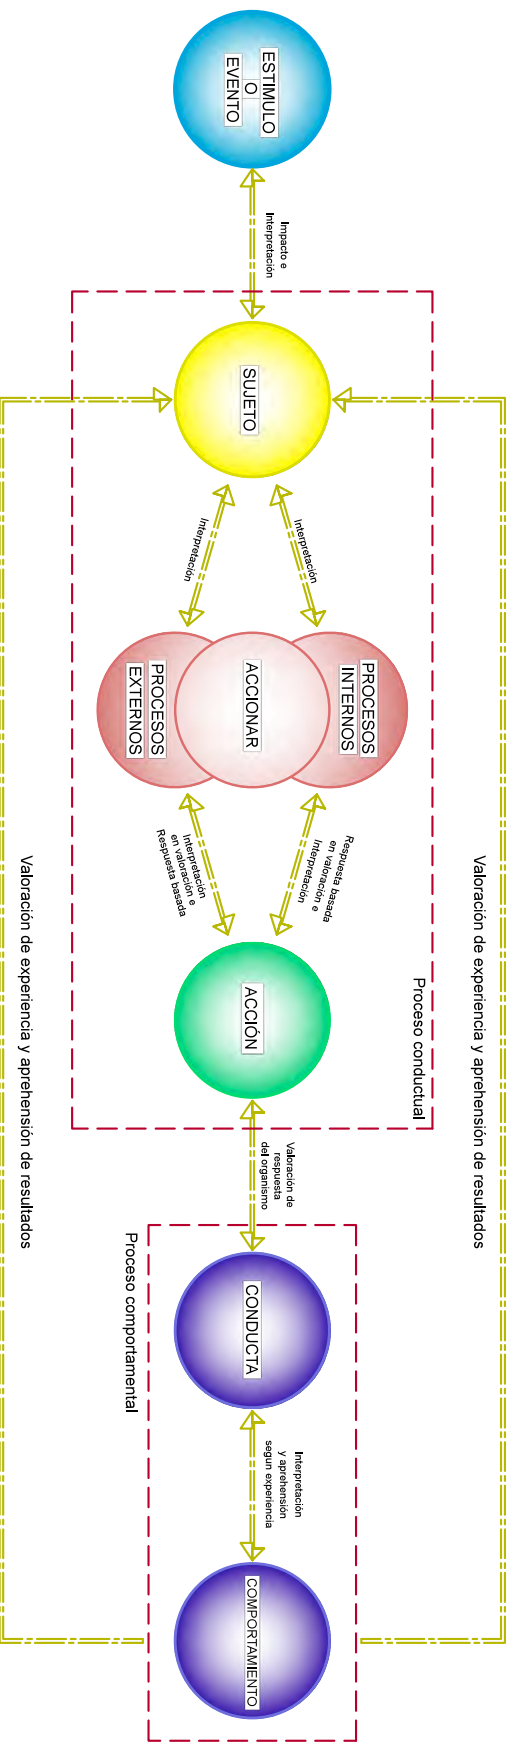 Valoración de experiencia y aprehensión de resultados
Proceso conductual
ESTIMULO
O
EVENTO
Impacto e
Interpretación
SUJETO
Interpretación
Interpretación
PROCESOS
INTERNOS
ACCIONAR
PROCESOS
EXTERNOS
Respuesta basada
en valoración e
Interpretación
Interpretación
en valoración e
Respuesta basada
ACCIÓN
Valoración de
respuesta
del organismo
CONDUCTA
Interpretación
y aprehensión
segun experiencia
COMPORTAMIENTO
Proceso comportamental
Valoración de experiencia y aprehensión de resultados